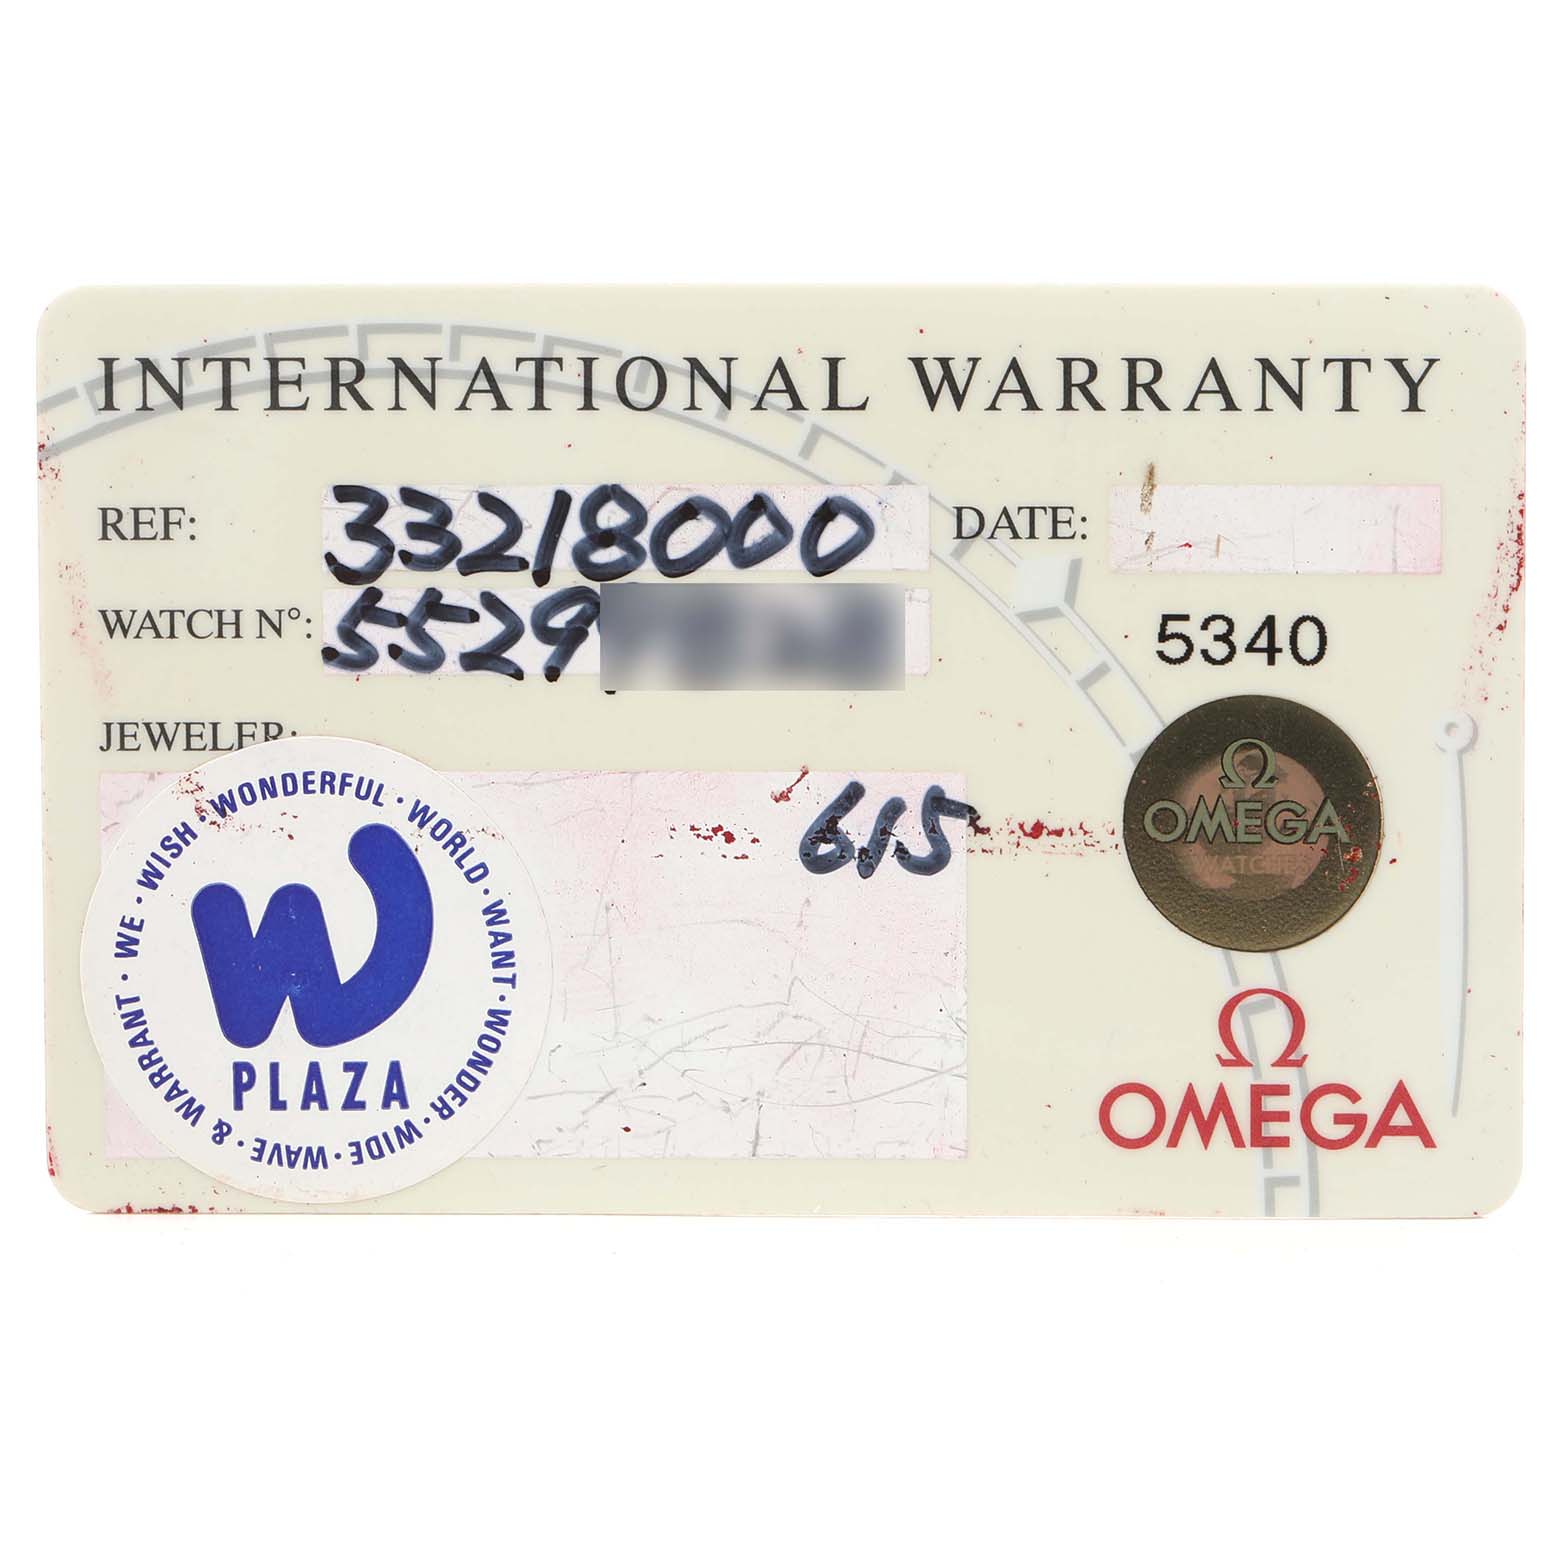 INTERNATIONAL WARRANTY
REF: 33218000 DATE:
WATCH N°: 5529
5340
JEWELER:
615
WE · WISH · WONDERFUL · WORLD · WANT · WONDER · WIDE · WAVE · & WARRANT ·
W
PLAZA
Ω
OMEGA
WATCHES
Ω
OMEGA